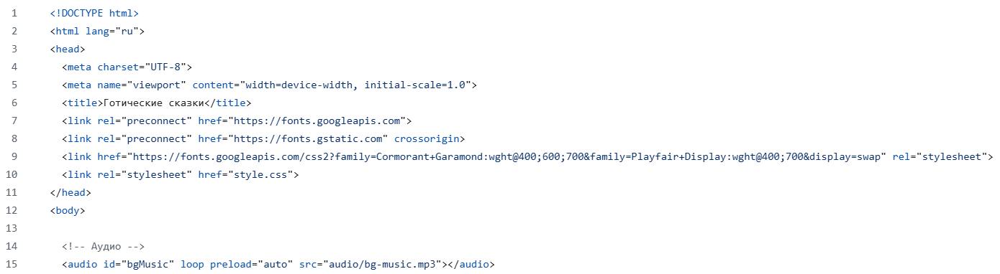 1 <!DOCTYPE html>
2 <html lang="ru">
3 <head>
4 <meta charset="UTF-8">
5 <meta name="viewport" content="width=device-width, initial-scale=1.0">
6 <title>Готические сказки</title>
7 <link rel="preconnect" href="https://fonts.googleapis.com">
8 <link rel="preconnect" href="https://fonts.gstatic.com" crossorigin>
9 <link href="https://fonts.googleapis.com/css2?family=Cormorant+Garamond:wght@400;600;700&family=Playfair+Display:wght@400;700&display=swap" rel="stylesheet">
10 <link rel="stylesheet" href="style.css">
11 </head>
12 <body>
13
14 <!-- Аудио -->
15 <audio id="bgMusic" loop preload="auto" src="audio/bg-music.mp3"></audio>